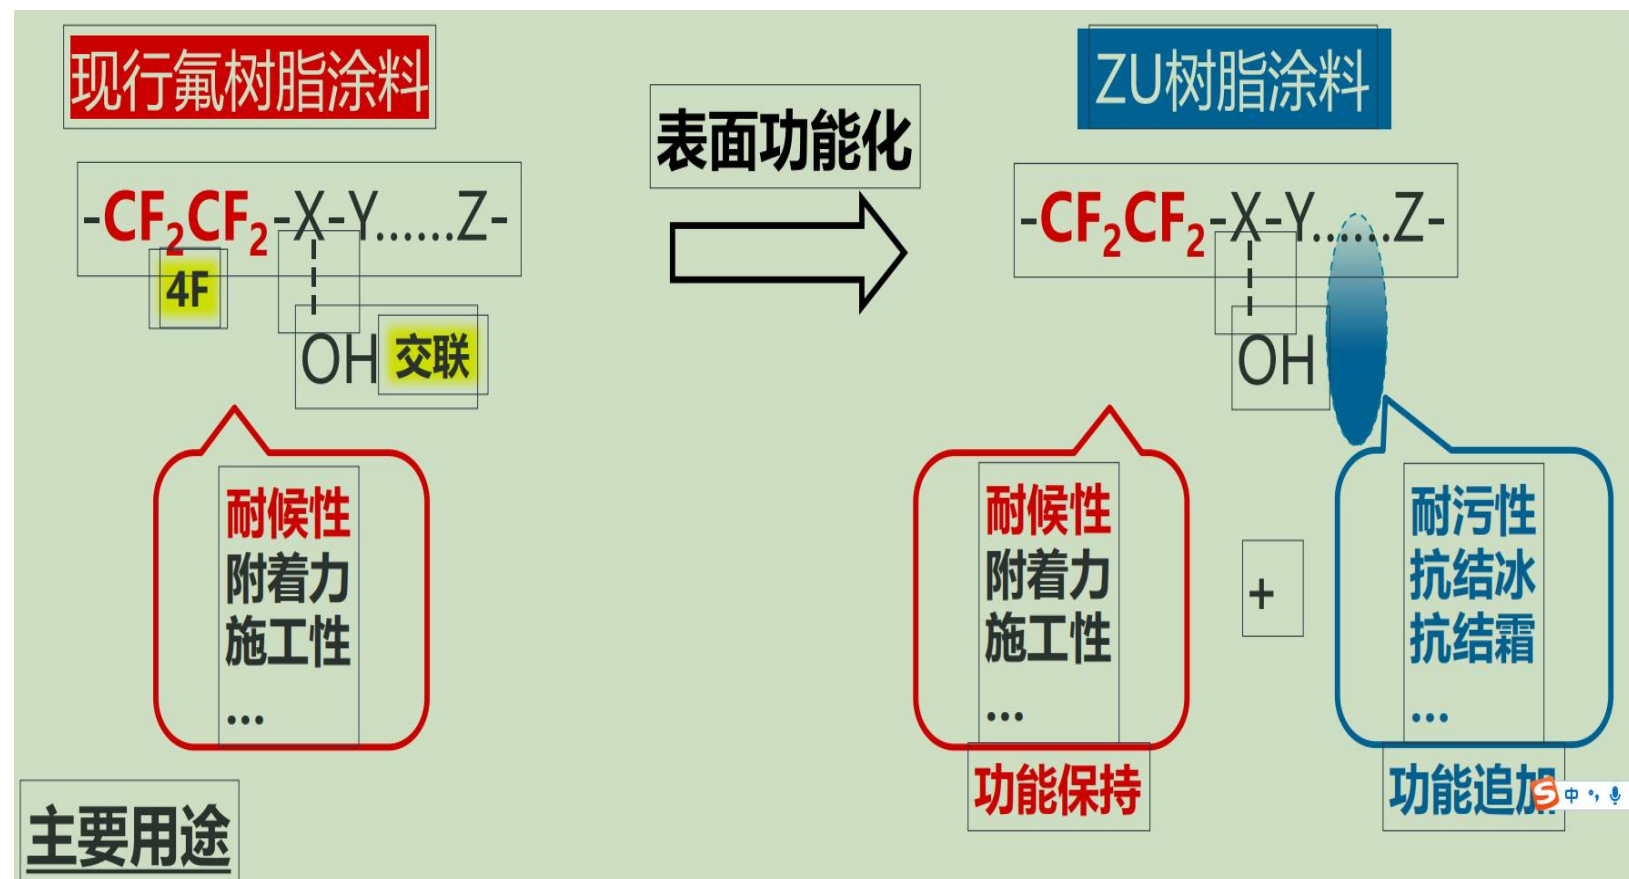 现行氟树脂涂料
-CF₂CF₂-X-Y......Z-
4F
OH
交联
耐候性
附着力
施工性
...
表面功能化
ZU树脂涂料
-CF₂CF₂-X-Y......Z-
OH
耐候性
附着力
施工性
...
功能保持
+
耐污性
抗结冰
抗结霜
...
功能追加
中
主要用途